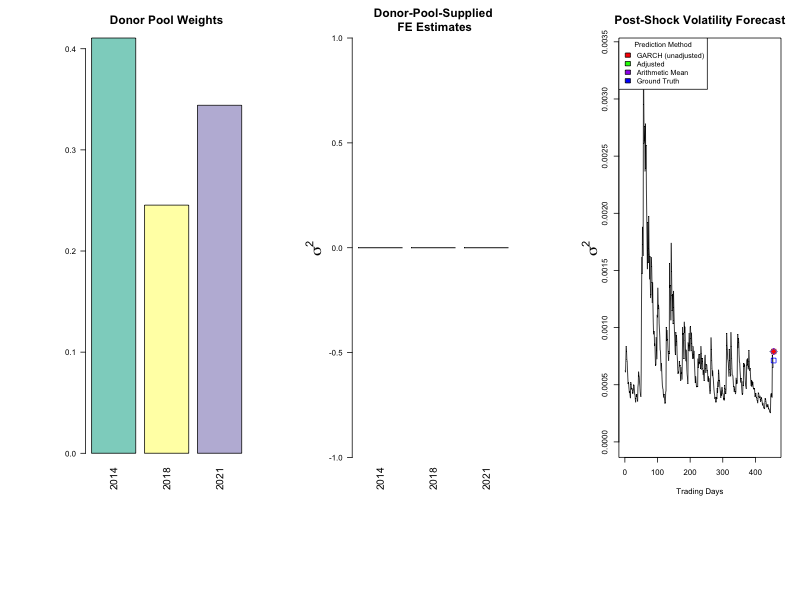 Donor Pool Weights
0.4
0.3
0.2
0.1
0.0
2014
2018
2021
Donor-Pool-Supplied
FE Estimates
σ²
1.0
0.5
0.0
-0.5
-1.0
2014
2018
2021
Post-Shock Volatility Forecast
σ²
0.0035
0.0030
0.0025
0.0020
0.0015
0.0010
0.0005
0.0000
Prediction Method
GARCH (unadjusted)
Adjusted
Arithmetic Mean
Ground Truth
0
100
200
300
400
Trading Days